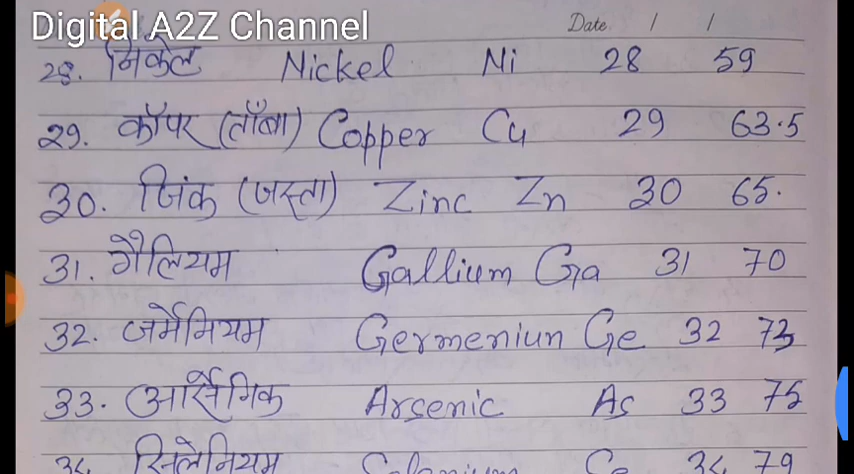 Digital A2Z Channel
Date / /
28. निकेल Nickel Ni 28 59
29. कॉपर (ताँबा) Copper Cu 29 63.5
30. जिंक (जस्ता) Zinc Zn 30 65.
31. गैलियम Gallium Ga 31 70
32. जर्मेनियम Germeniun Ge 32 73
33. आर्सेनिक Arsenic As 33 75
34 79